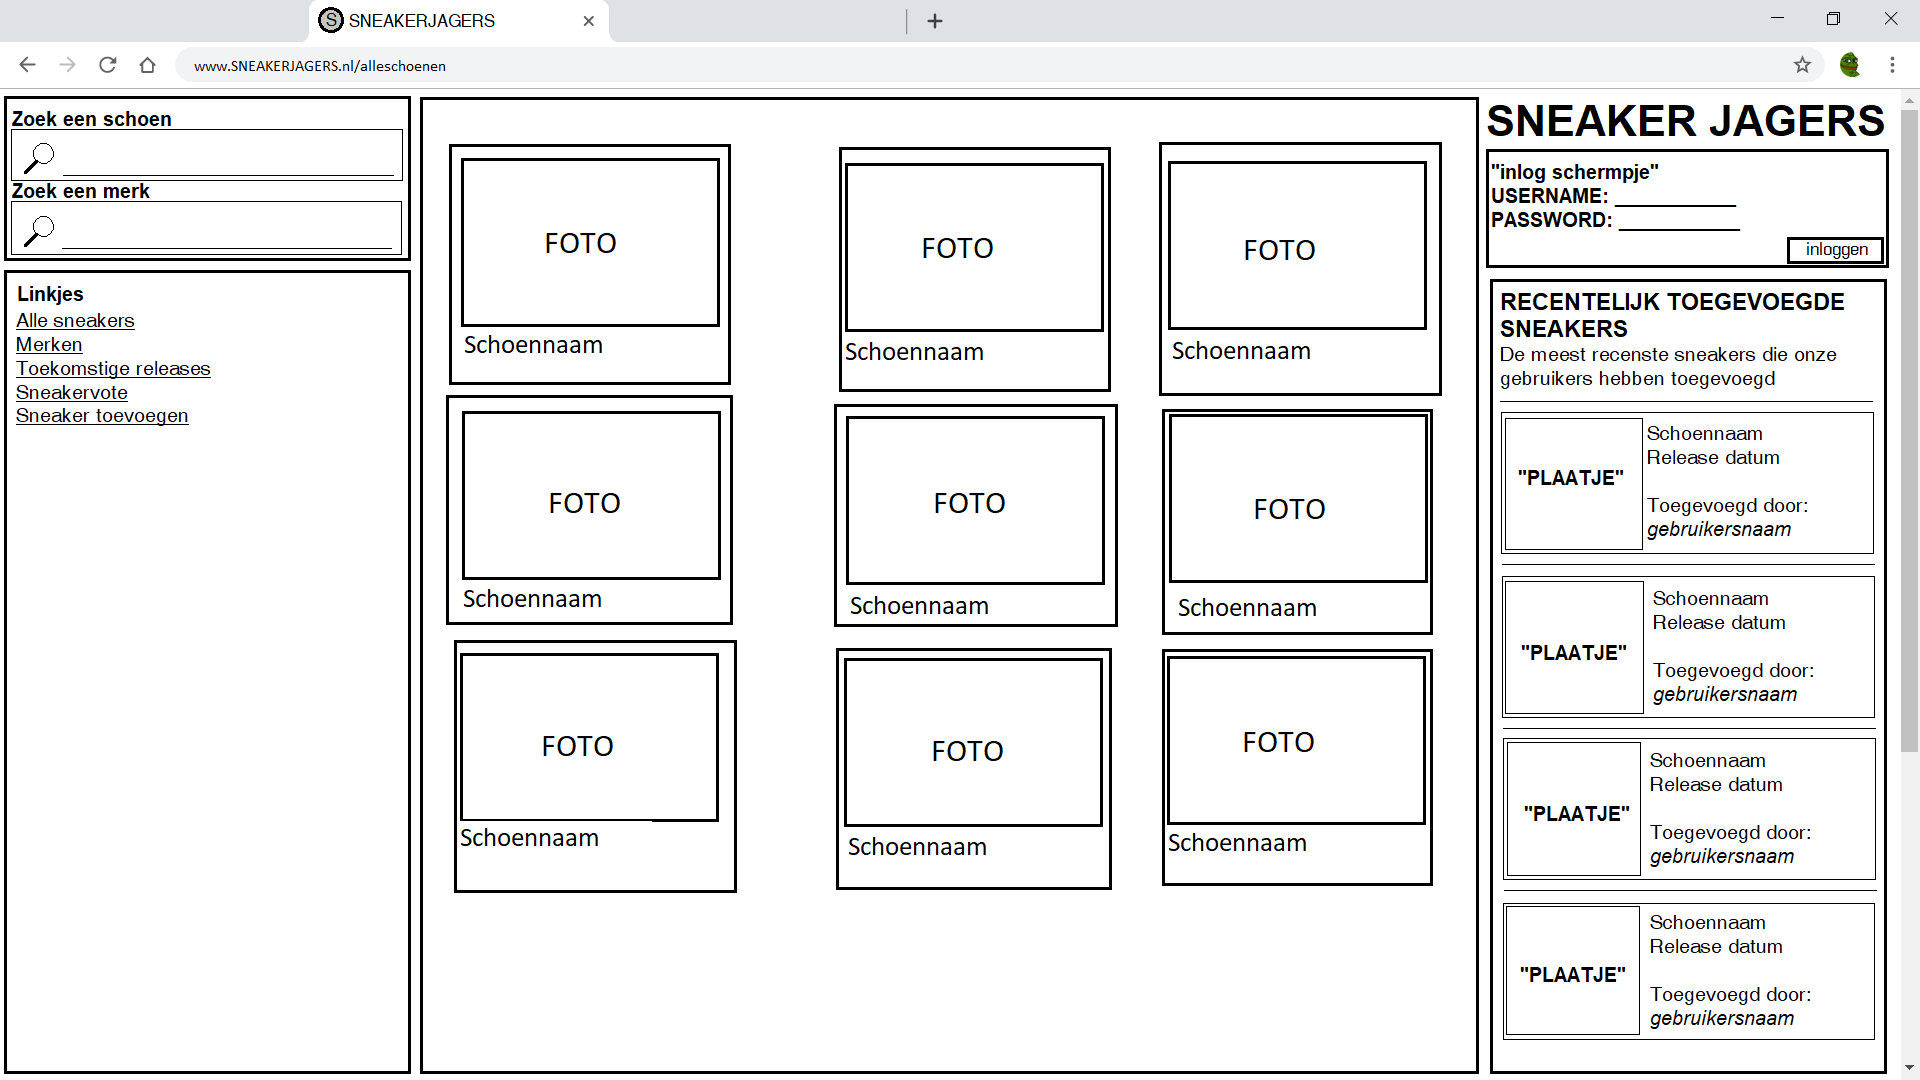 S SNEAKERJAGERS
www.SNEAKERJAGERS.nl/alleschoenen
Zoek een schoen
Zoek een merk
Linkjes
Alle sneakers
Merken
Toekomstige releases
Sneakervote
Sneaker toevoegen
FOTO
Schoennaam
FOTO
Schoennaam
FOTO
Schoennaam
FOTO
Schoennaam
FOTO
Schoennaam
FOTO
Schoennaam
FOTO
Schoennaam
FOTO
Schoennaam
FOTO
Schoennaam
SNEAKER JAGERS
"inlog schermpje"
USERNAME: ___________
PASSWORD: ___________
inloggen
RECENTELIJK TOEGEVOEGDE
SNEAKERS
De meest recenste sneakers die onze
gebruikers hebben toegevoegd
"PLAATJE"
Schoennaam
Release datum
Toegevoegd door:
gebruikersnaam
"PLAATJE"
Schoennaam
Release datum
Toegevoegd door:
gebruikersnaam
"PLAATJE"
Schoennaam
Release datum
Toegevoegd door:
gebruikersnaam
"PLAATJE"
Schoennaam
Release datum
Toegevoegd door:
gebruikersnaam